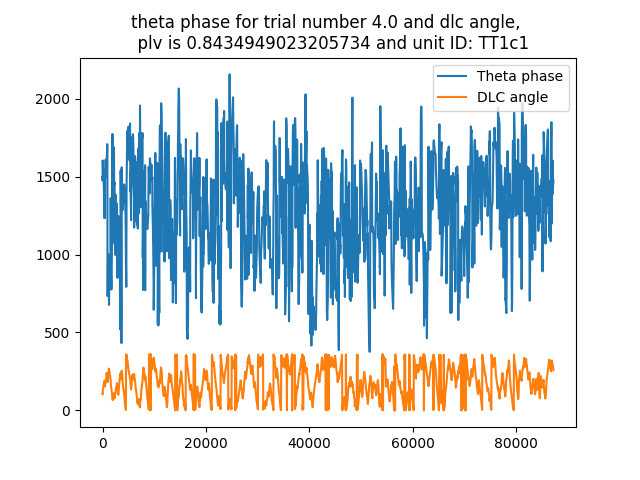 theta phase for trial number 4.0 and dlc angle,
plv is 0.8434949023205734 and unit ID: TT1c1
Theta phase
DLC angle
2000
1500
1000
500
0
0 20000 40000 60000 80000